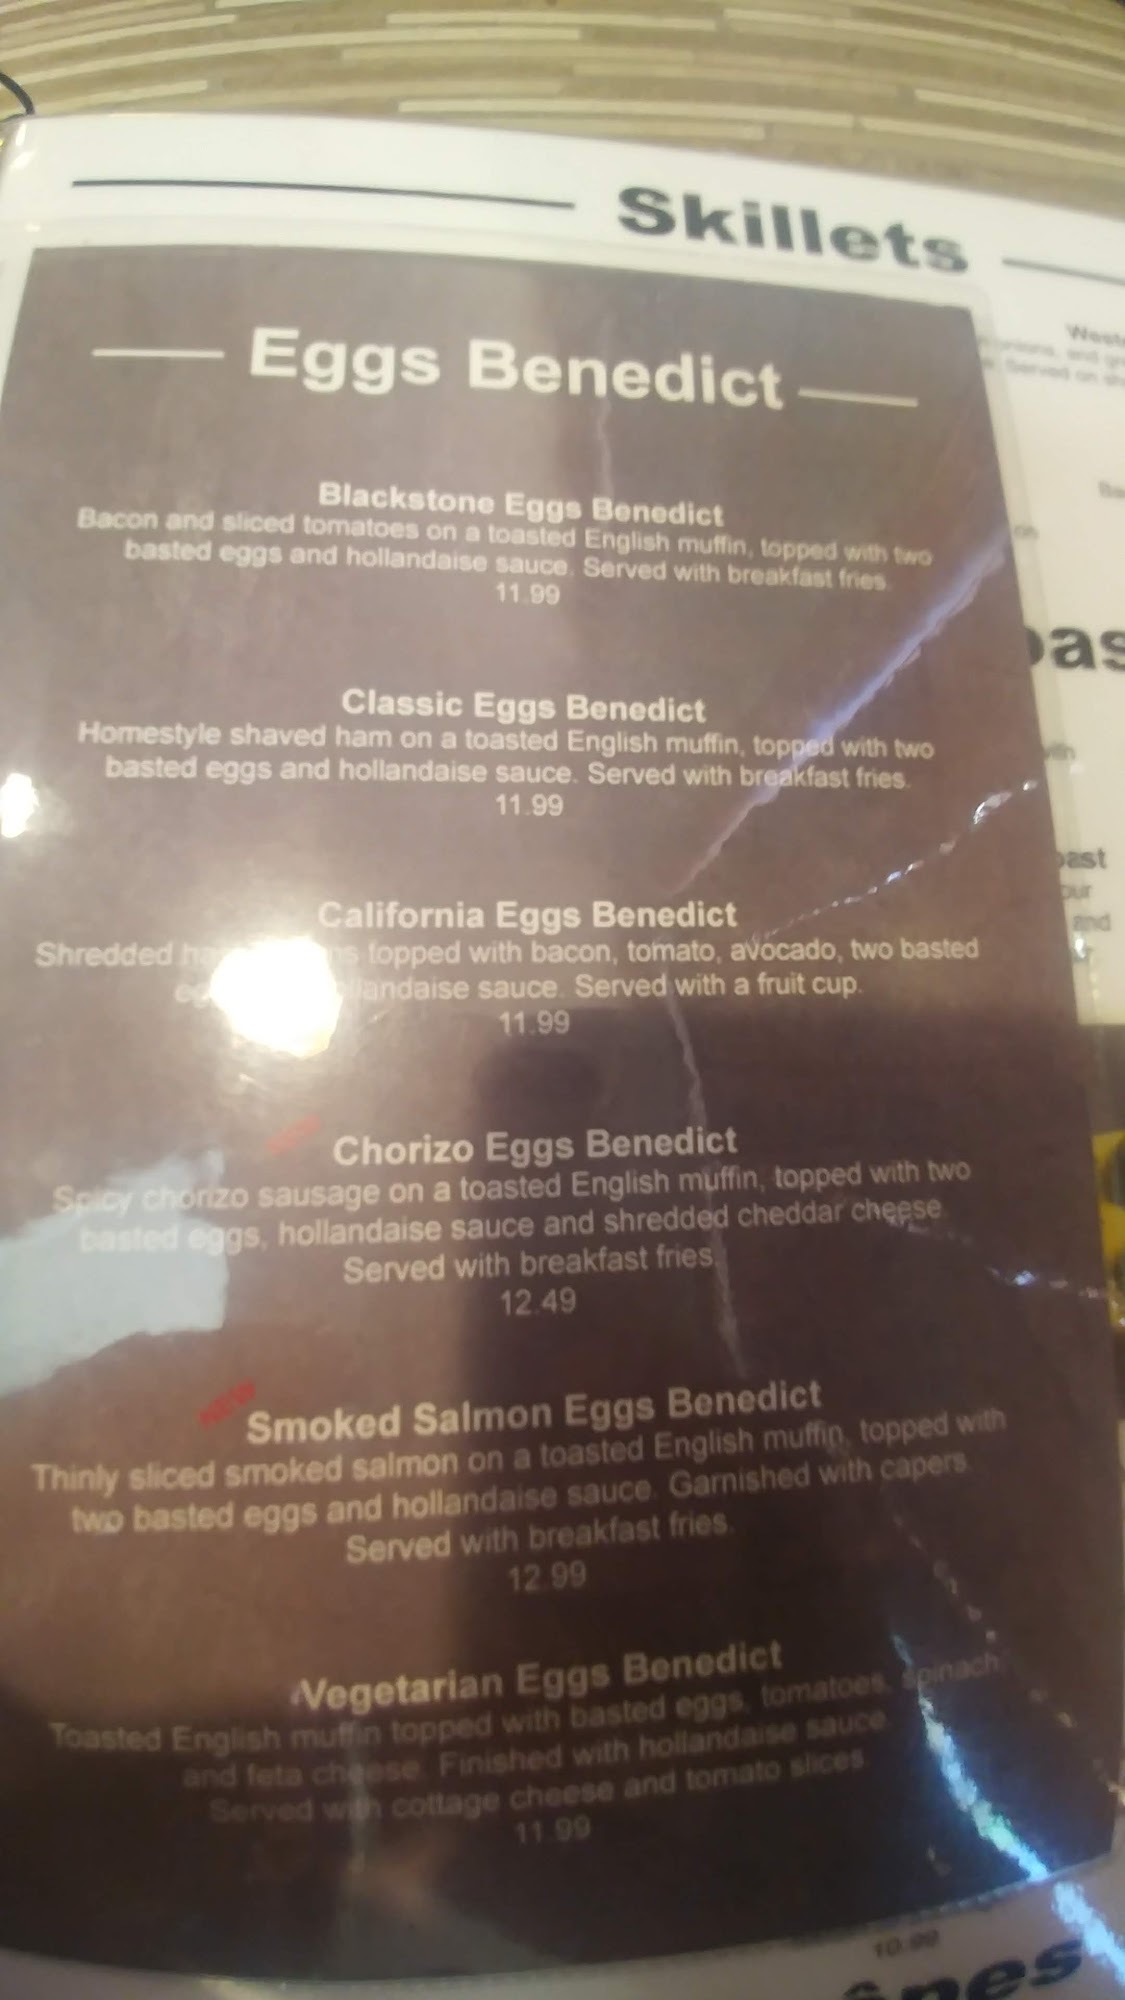 Skillets
Eggs Benedict
Blackstone Eggs Benedict
Bacon and sliced tomatoes on a toasted English muffin, topped with two
basted eggs and hollandaise sauce. Served with breakfast fries.
11.99
Classic Eggs Benedict
Homestyle shaved ham on a toasted English muffin, topped with two
basted eggs and hollandaise sauce. Served with breakfast fries.
11.99
California Eggs Benedict
Shredded topped with bacon, tomato, avocado, two basted
sauce. Served with a fruit cup.
11.99
Chorizo Eggs Benedict
Spicy chorizo sausage on a toasted English muffin, topped with two
basted eggs, hollandaise sauce and shredded cheddar cheese.
Served with breakfast fries.
12.49
NEW
Smoked Salmon Eggs Benedict
Thinly sliced smoked salmon on a toasted English muffin, topped with
two basted eggs and hollandaise sauce. Garnished with capers.
Served with breakfast fries.
12.99
Vegetarian Eggs Benedict
Toasted English muffin topped with basted eggs, tomatoes, spinach,
and feta cheese. Finished with hollandaise sauce.
Served with cottage cheese and tomato slices.
11.99
and
Served on
and
10.99